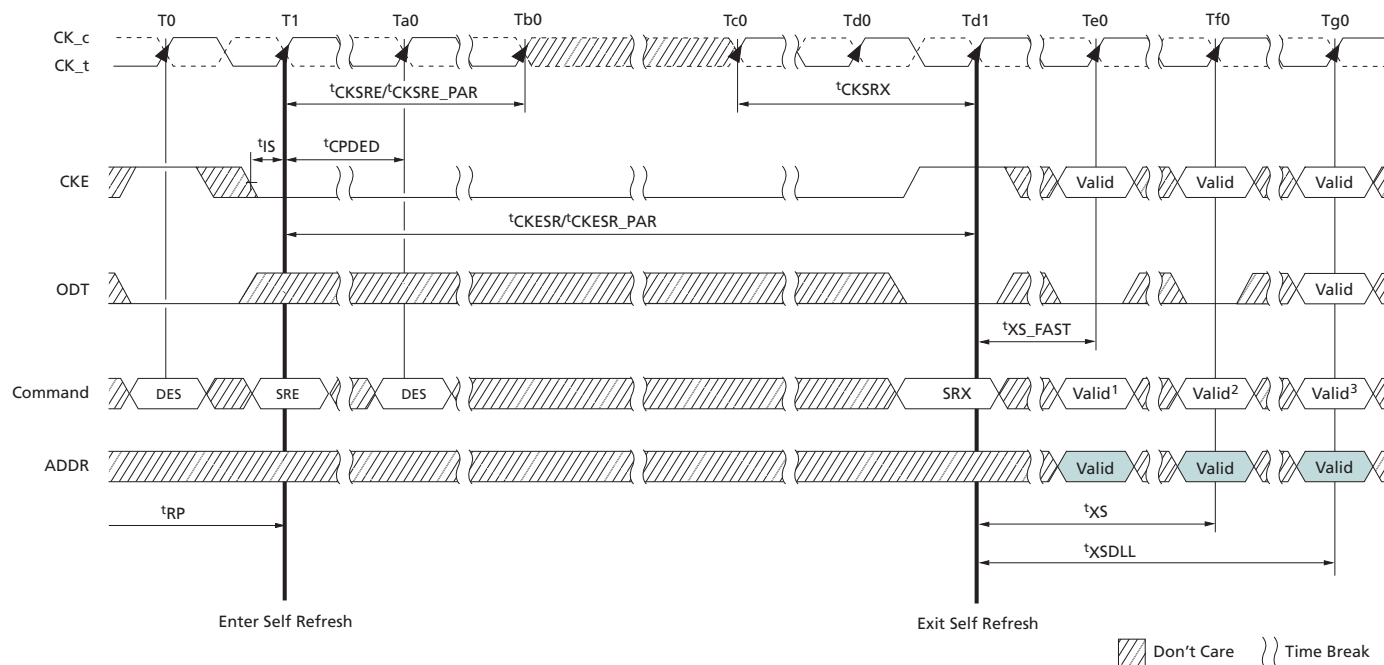 T0 T1 Ta0 Tb0 Tc0 Td0 Td1 Te0 Tf0 Tg0
CK_c
CK_t
tCKSRE/tCKSRE_PAR tCKSRX
tIS tCPDED
CKE Valid Valid Valid
tCKESR/tCKESR_PAR
ODT Valid
tXS_FAST
Command DES SRE DES SRX Valid1 Valid2 Valid3
ADDR Valid Valid Valid
tRP tXS
tXSDLL
Enter Self Refresh Exit Self Refresh
Don't Care Time Break